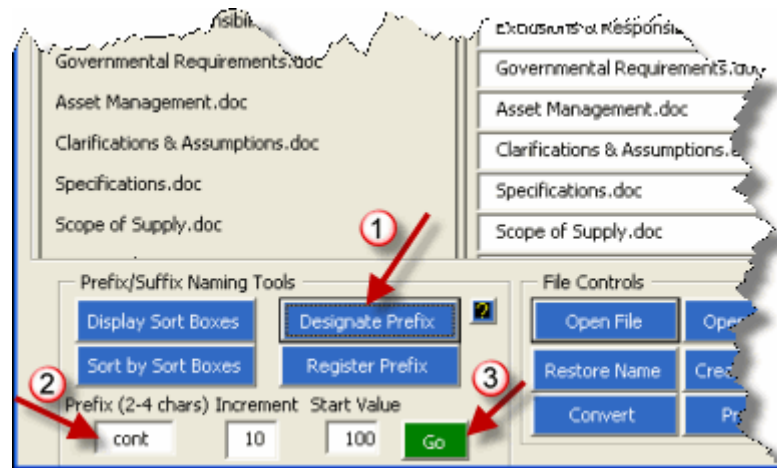 Governmental Requirements.doc
Asset Management.doc
Clarifications & Assumptions.doc
Specifications.doc
Scope of Supply.doc
Governmental Requirements
Asset Management.doc
Clarifications & Assumptions.
Specifications.doc
Scope of Supply.doc
1
Prefix/Suffix Naming Tools
Display Sort Boxes
Designate Prefix
?
Sort by Sort Boxes
Register Prefix
2
3
Prefix (2-4 chars) Increment Start Value
cont
10
100
Go
File Controls
Open File
Restore Name
Convert